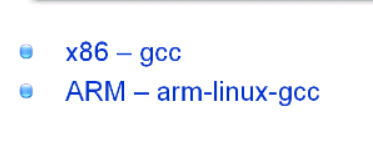 x86 – gcc
ARM – arm-linux-gcc